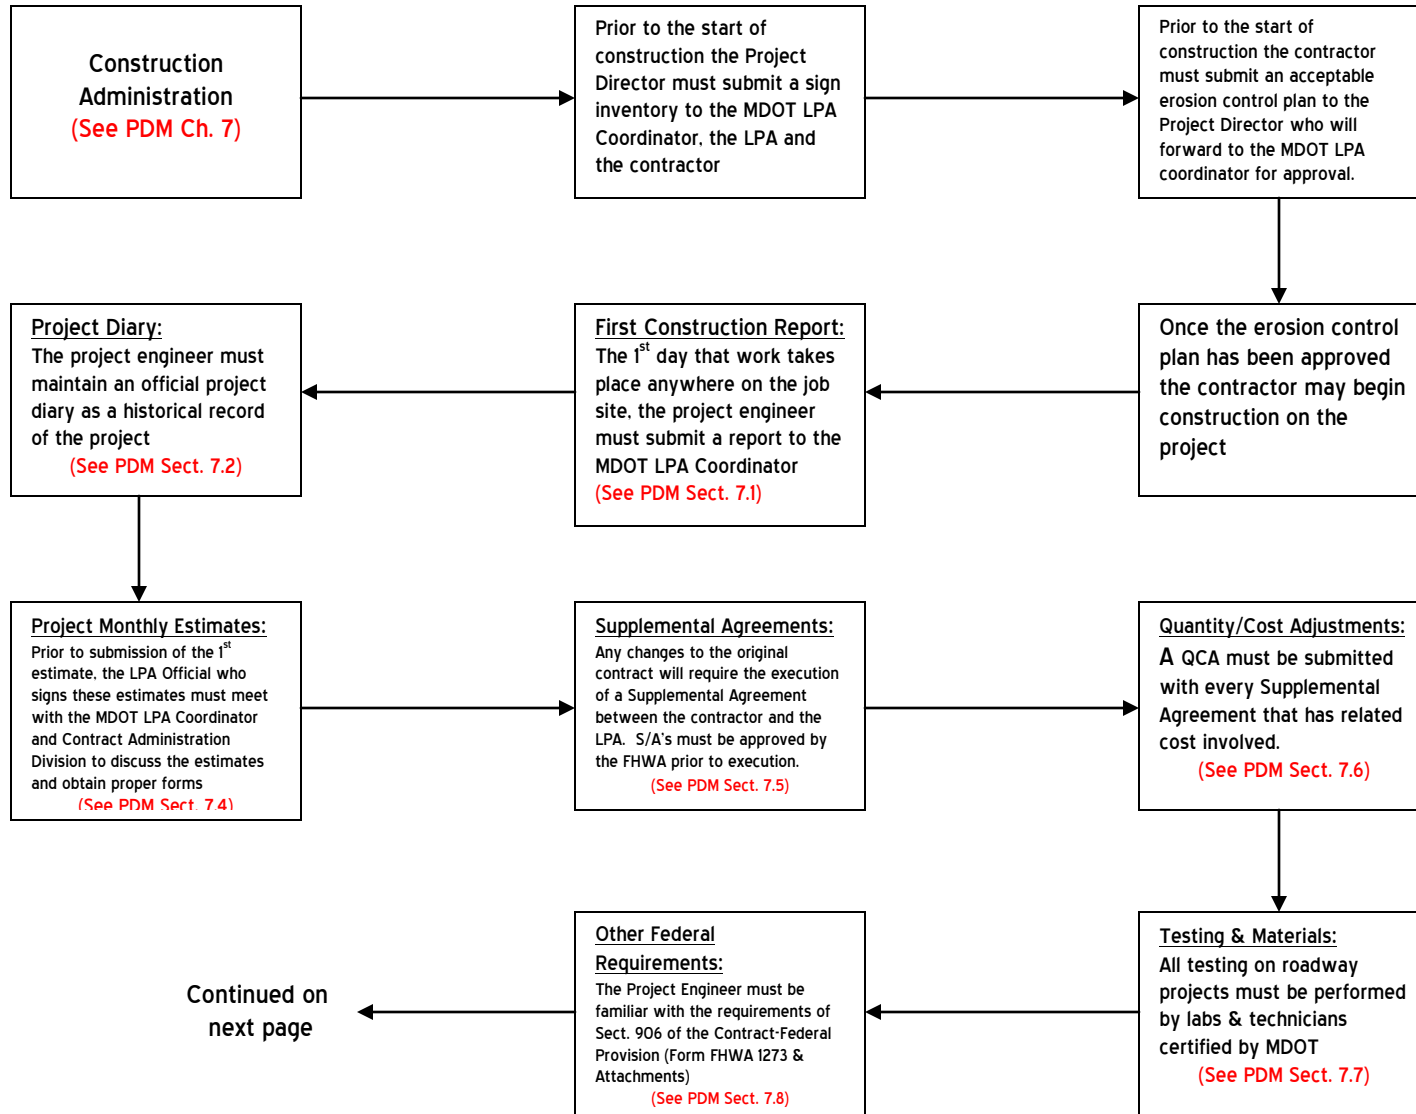 Construction
Administration
(See PDM Ch. 7)
Prior to the start of
construction the Project
Director must submit a sign
inventory to the MDOT LPA
Coordinator, the LPA and
the contractor
Prior to the start of
construction the contractor
must submit an acceptable
erosion control plan to the
Project Director who will
forward to the MDOT LPA
coordinator for approval.
Once the erosion control
plan has been approved
the contractor may begin
construction on the
project
First Construction Report:
The 1st day that work takes
place anywhere on the job
site, the project engineer
must submit a report to the
MDOT LPA Coordinator
(See PDM Sect. 7.1)
Project Diary:
The project engineer must
maintain an official project
diary as a historical record
of the project
(See PDM Sect. 7.2)
Project Monthly Estimates:
Prior to submission of the 1st
estimate, the LPA Official who
signs these estimates must meet
with the MDOT LPA Coordinator
and Contract Administration
Division to discuss the estimates
and obtain proper forms
(See PDM Sect. 7.4)
Supplemental Agreements:
Any changes to the original
contract will require the execution
of a Supplemental Agreement
between the contractor and the
LPA. S/A's must be approved by
the FHWA prior to execution.
(See PDM Sect. 7.5)
Quantity/Cost Adjustments:
A QCA must be submitted
with every Supplemental
Agreement that has related
cost involved.
(See PDM Sect. 7.6)
Testing & Materials:
All testing on roadway
projects must be performed
by labs & technicians
certified by MDOT
(See PDM Sect. 7.7)
Other Federal
Requirements:
The Project Engineer must be
familiar with the requirements of
Sect. 906 of the Contract-Federal
Provision (Form FHWA 1273 &
Attachments)
(See PDM Sect. 7.8)
Continued on
next page